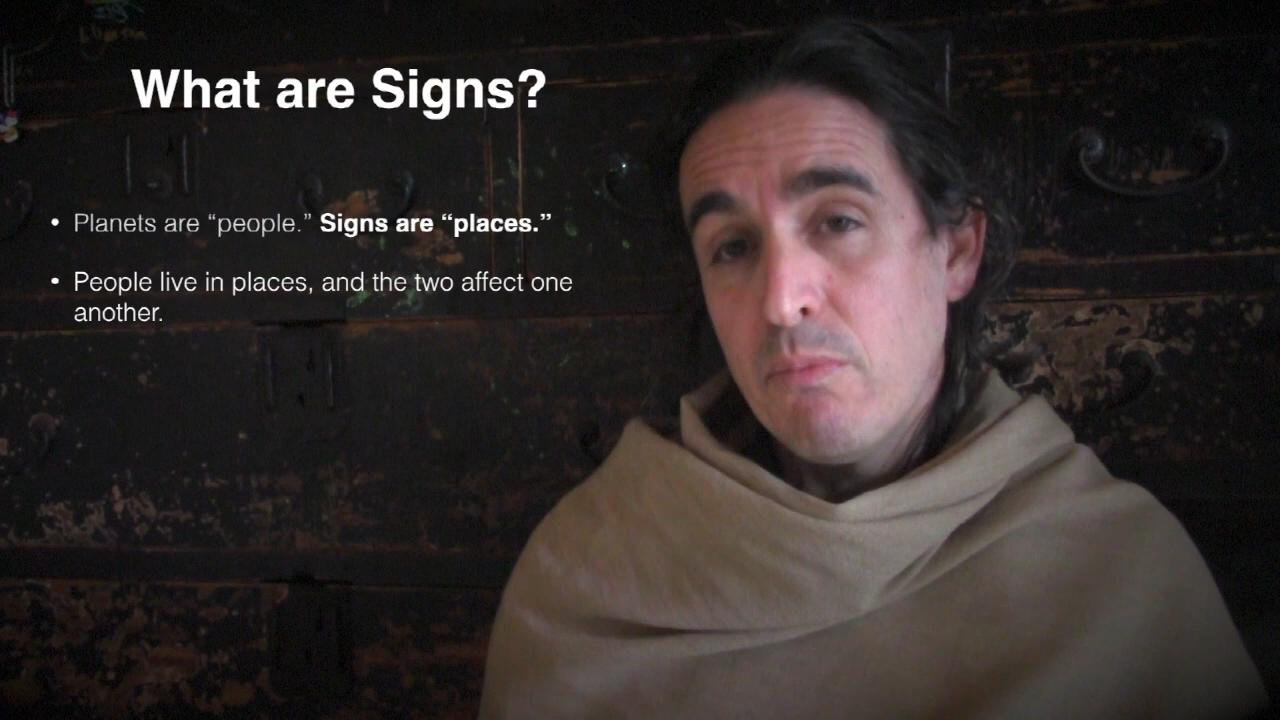 What are Signs?
• Planets are “people.” Signs are “places.”
• People live in places, and the two affect one
another.